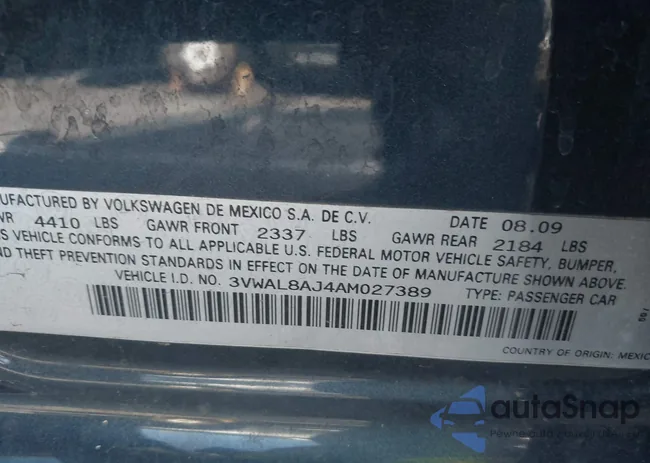 UFACTURED BY VOLKSWAGEN DE MEXICO S.A. DE C.V. DATE 08.09
WR 4410 LBS GAWR FRONT 2337 LBS GAWR REAR 2184 LBS
S VEHICLE CONFORMS TO ALL APPLICABLE U.S. FEDERAL MOTOR VEHICLE SAFETY, BUMPER,
ND THEFT PREVENTION STANDARDS IN EFFECT ON THE DATE OF MANUFACTURE SHOWN ABOVE.
VEHICLE I.D. NO. 3VWAL8AJ4AM027389 TYPE: PASSENGER CAR
COUNTRY OF ORIGIN: MEXIC
autoSnap